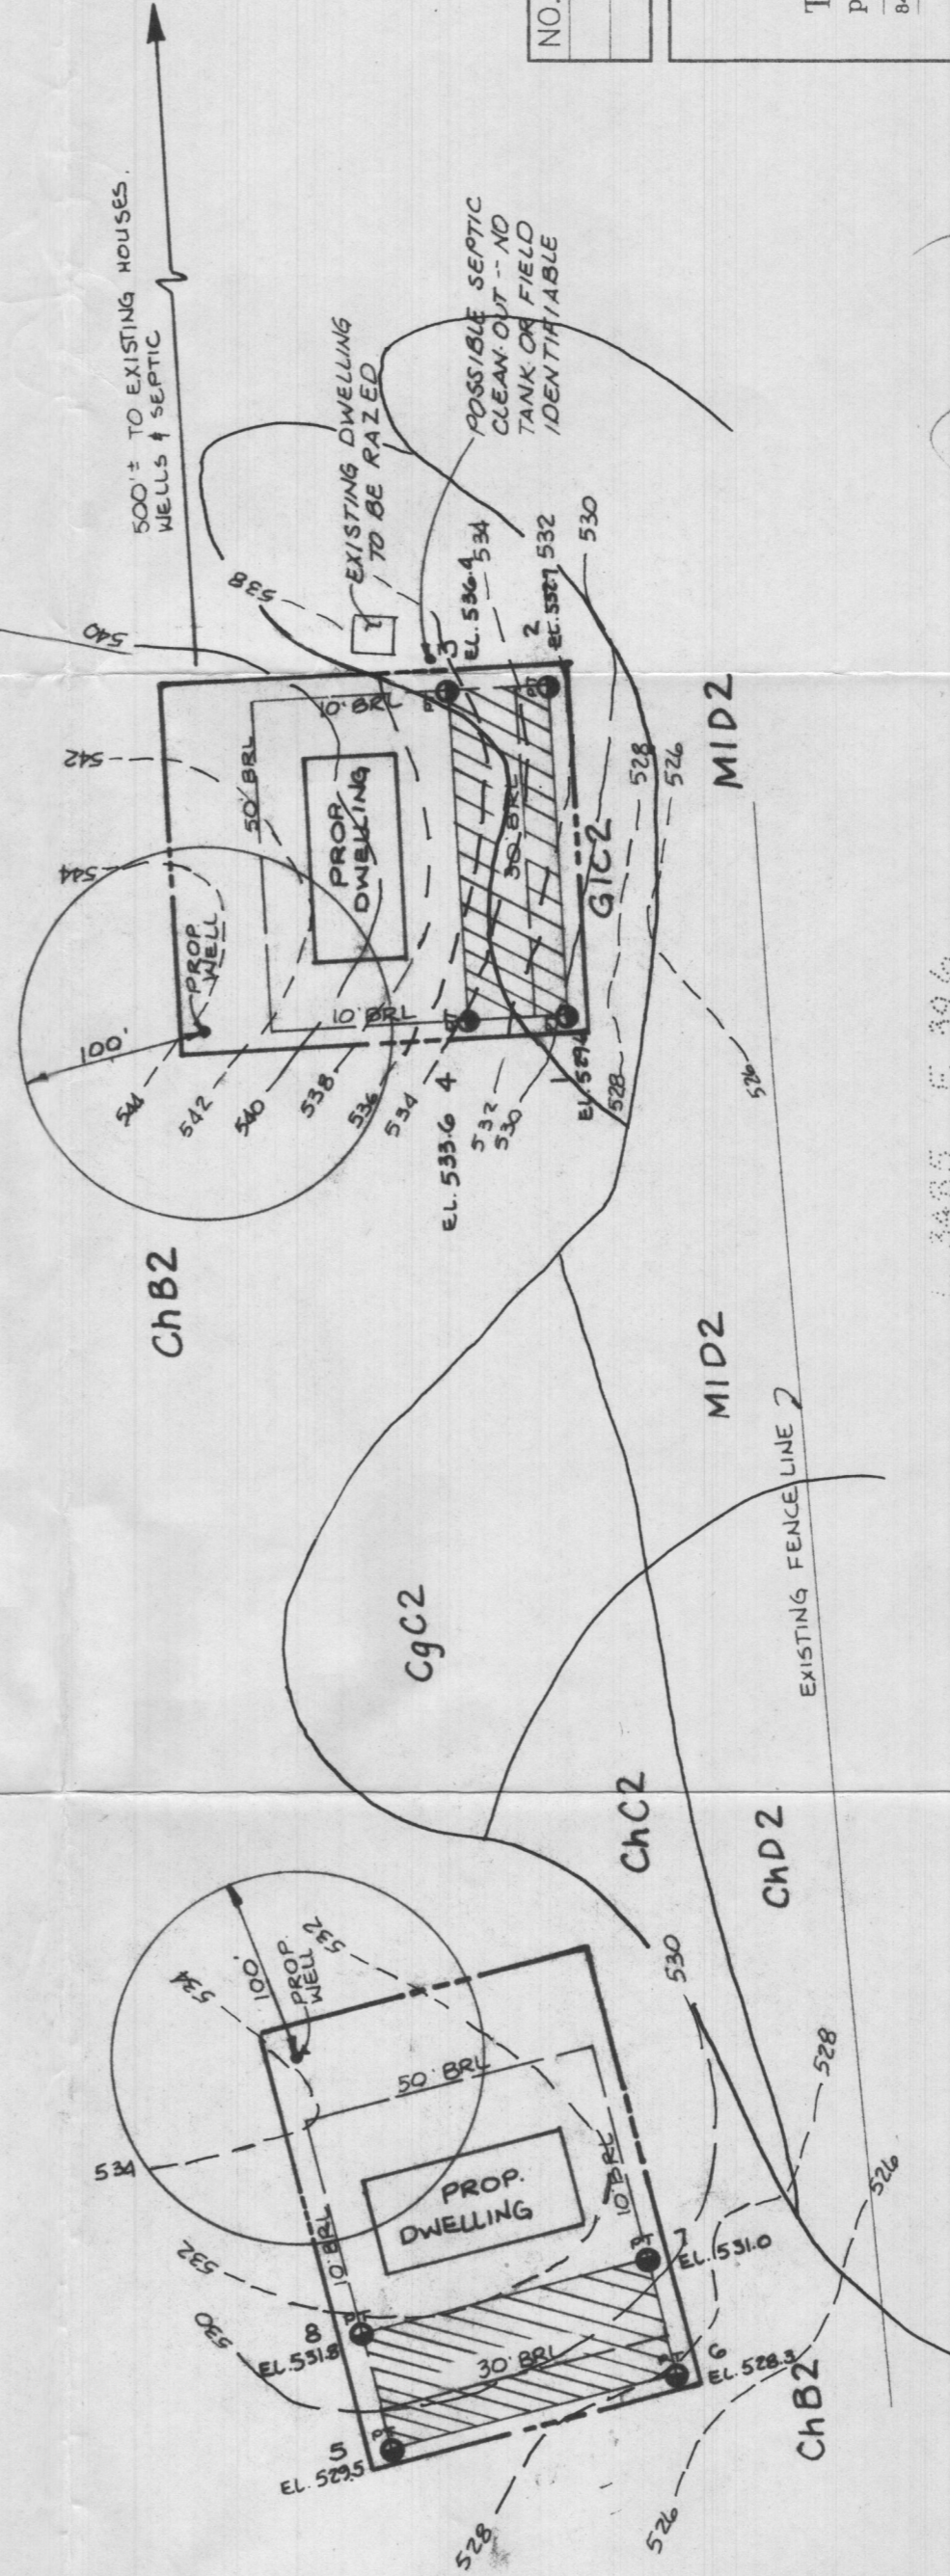 NO.
500'± TO EXISTING HOUSES.
WELLS & SEPTIC
540
538
EXISTING DWELLING
TO BE RAZED
POSSIBLE SEPTIC
CLEAN-OUT -- NO
TANK OR FIELD
IDENTIFIABLE
542
544
50' BRL
10' BRL
PROP.
DWELLING
PROP.
WELL
100'
10' BRL
30' BRL
3
EL. 536.4
534
2
532
530
GIC2
528
526
MID2
544
542
540
538
536
534
4
EL. 533.6
532
530
1
528
526
ChB2
MID2
CgC2
EXISTING FENCE LINE
ChC2
ChD2
534
100'
PROP.
WELL
532
530
50' BRL
534
10' BRL
PROP.
DWELLING
10' BRL
528
526
532
530
8
EL. 531.8
7
EL. 531.0
30' BRL
5
EL. 529.5
6
EL. 528.3
528
526
ChB2